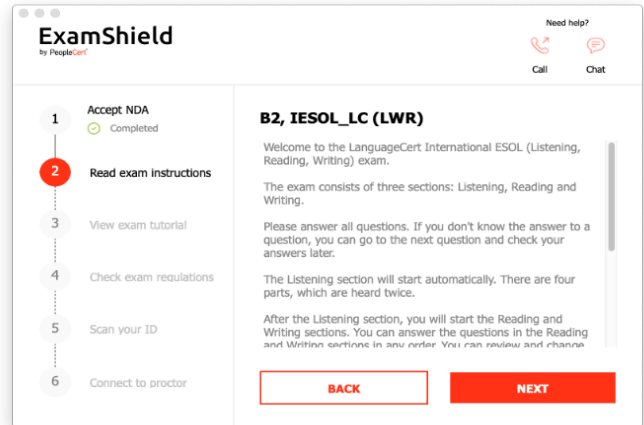 ExamShield
by PeopleCert
Need help?
Call
Chat
1
Accept NDA
Completed
2
Read exam instructions
3
View exam tutorial
4
Check exam regulations
5
Scan your ID
6
Connect to proctor
B2, IESOL_LC (LWR)
Welcome to the LanguageCert International ESOL (Listening,
Reading, Writing) exam.
The exam consists of three sections: Listening, Reading and
Writing.
Please answer all questions. If you don't know the answer to a
question, you can go to the next question and check your
answers later.
The Listening section will start automatically. There are four
parts, which are heard twice.
After the Listening section, you will start the Reading and
Writing sections. You can answer the questions in the Reading
and Writing sections in any order. You can review and change
BACK
NEXT